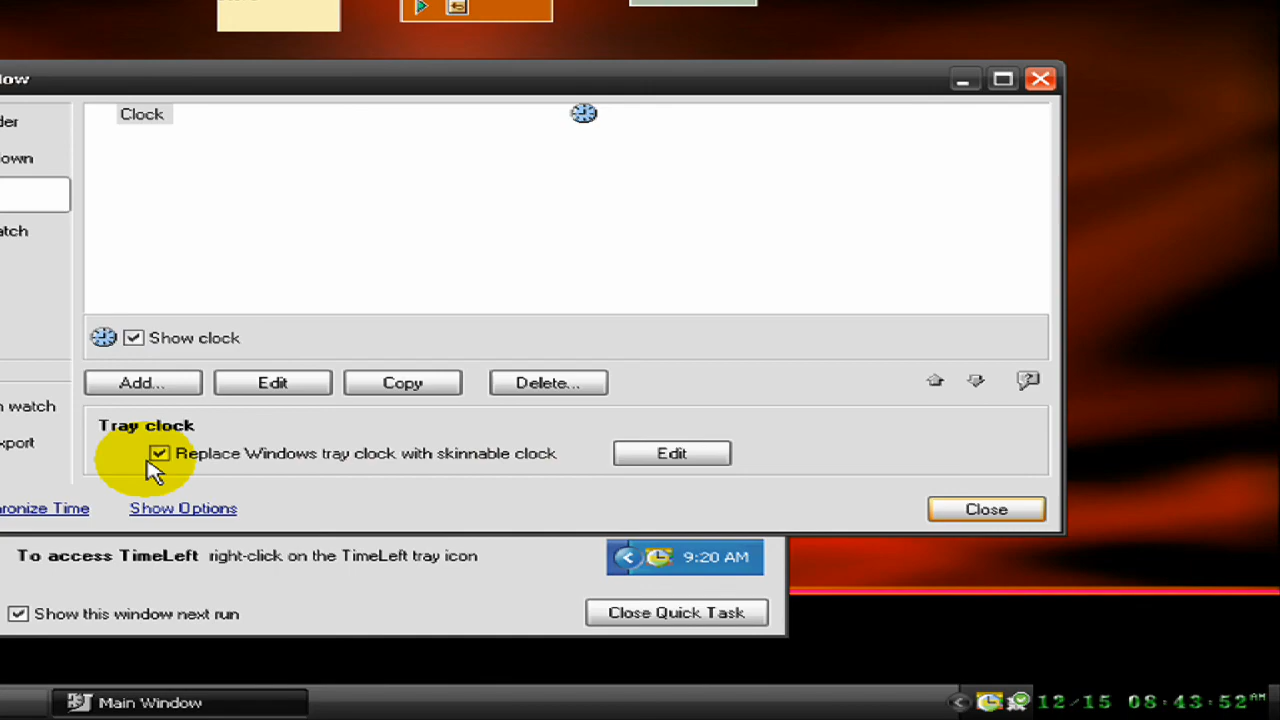 ow
der
Clock
own
atch
Show clock
Add... Edit Copy Delete...
n watch
Tray clock
xport
Replace Windows tray clock with skinnable clock Edit
ronize Time Show Options Close
To access TimeLeft right-click on the TimeLeft tray icon 9:20 AM
Show this window next run Close Quick Task
Main Window 12/15 08:43:52AM